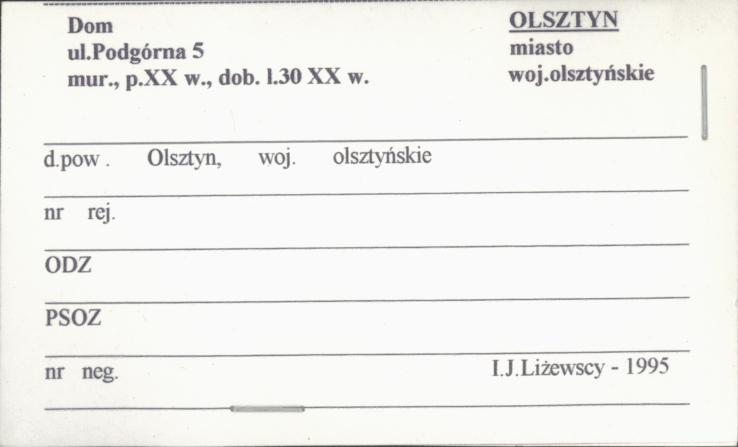 Dom
ul.Podgórna 5
mur., p.XX w., dob. l.30 XX w.
OLSZTYN
miasto
woj.olsztyńskie
d.pow . Olsztyn, woj. olsztyńskie
nr rej.
ODZ
PSOZ
nr neg.
I.J.Liżewscy - 1995